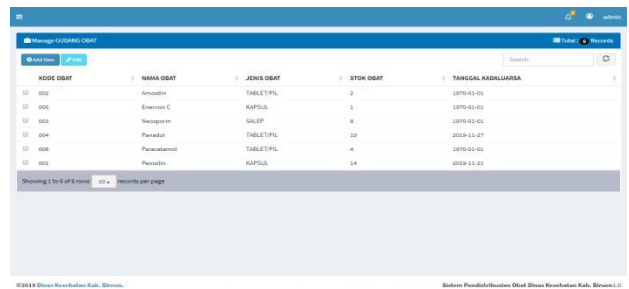 admin
Manage GUDANG OBAT
Total : 6 Records
Add New Edit
Search
KODE OBAT NAMA OBAT JENIS OBAT STOK OBAT TANGGAL KADALUARSA
002 Amoxilin TABLET/PIL 2 1970-01-01
005 Enervon C KAPSUL 1 1970-01-01
003 Neosporin SALEP 8 1970-01-01
004 Panadol TABLET/PIL 10 2019-11-27
006 Paracetamol TABLET/PIL 4 1970-01-01
001 Penisilin KAPSUL 14 2019-11-21
Showing 1 to 6 of 6 rows 10 records per page
©2019 Dinas Kesehatan Kab. Bireun. Sistem Pendistribusian Obat Dinas Kesehatan Kab. Biruen1.0